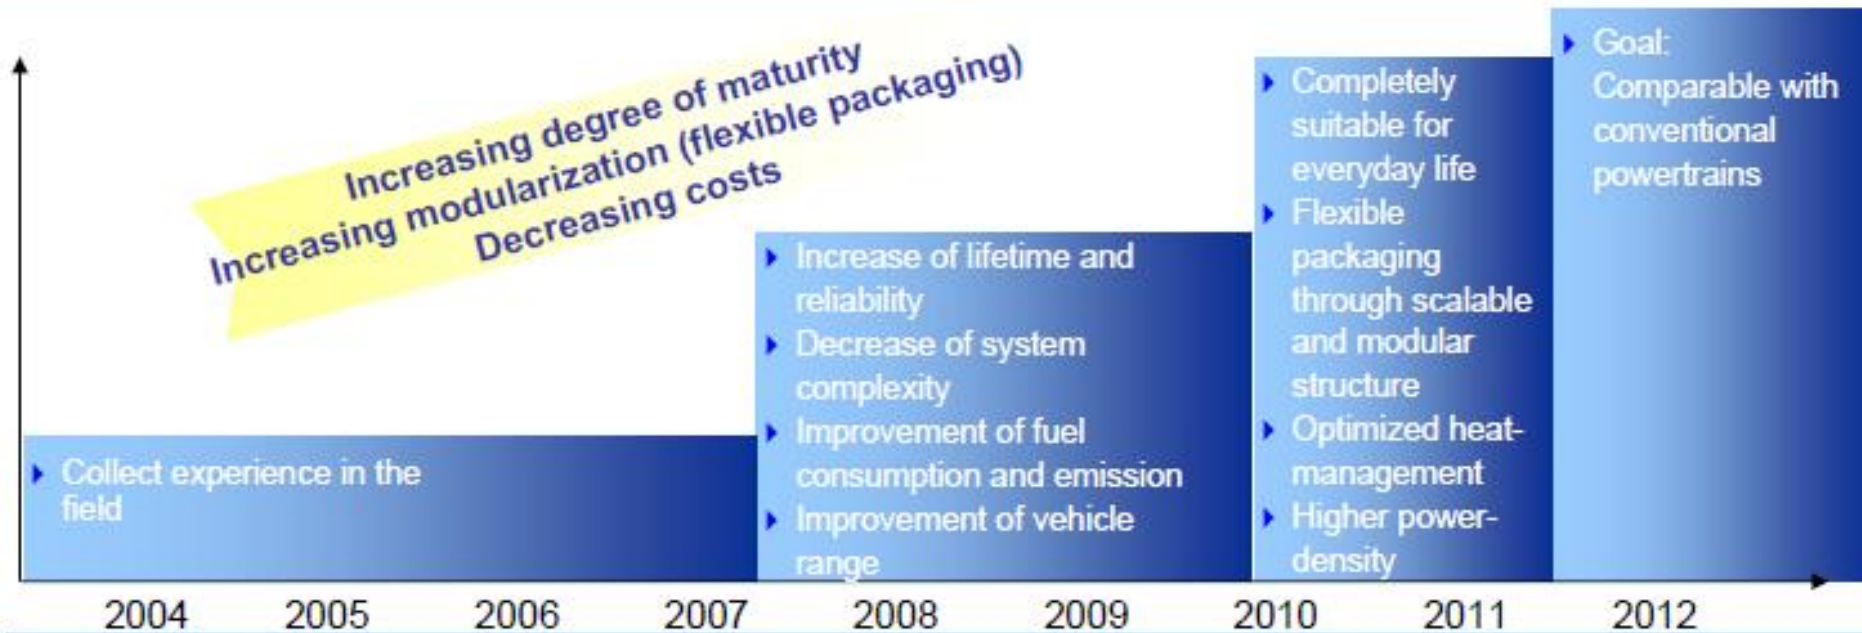 Increasing degree of maturity
Increasing modularization (flexible packaging)
Decreasing costs
Collect experience in the
field
Increase of lifetime and
reliability
Decrease of system
complexity
Improvement of fuel
consumption and emission
Improvement of vehicle
range
Completely
suitable for
everyday life
Flexible
packaging
through scalable
and modular
structure
Optimized heat-
management
Higher power-
density
Goal:
Comparable with
conventional
powertrains
2004 2005 2006 2007 2008 2009 2010 2011 2012